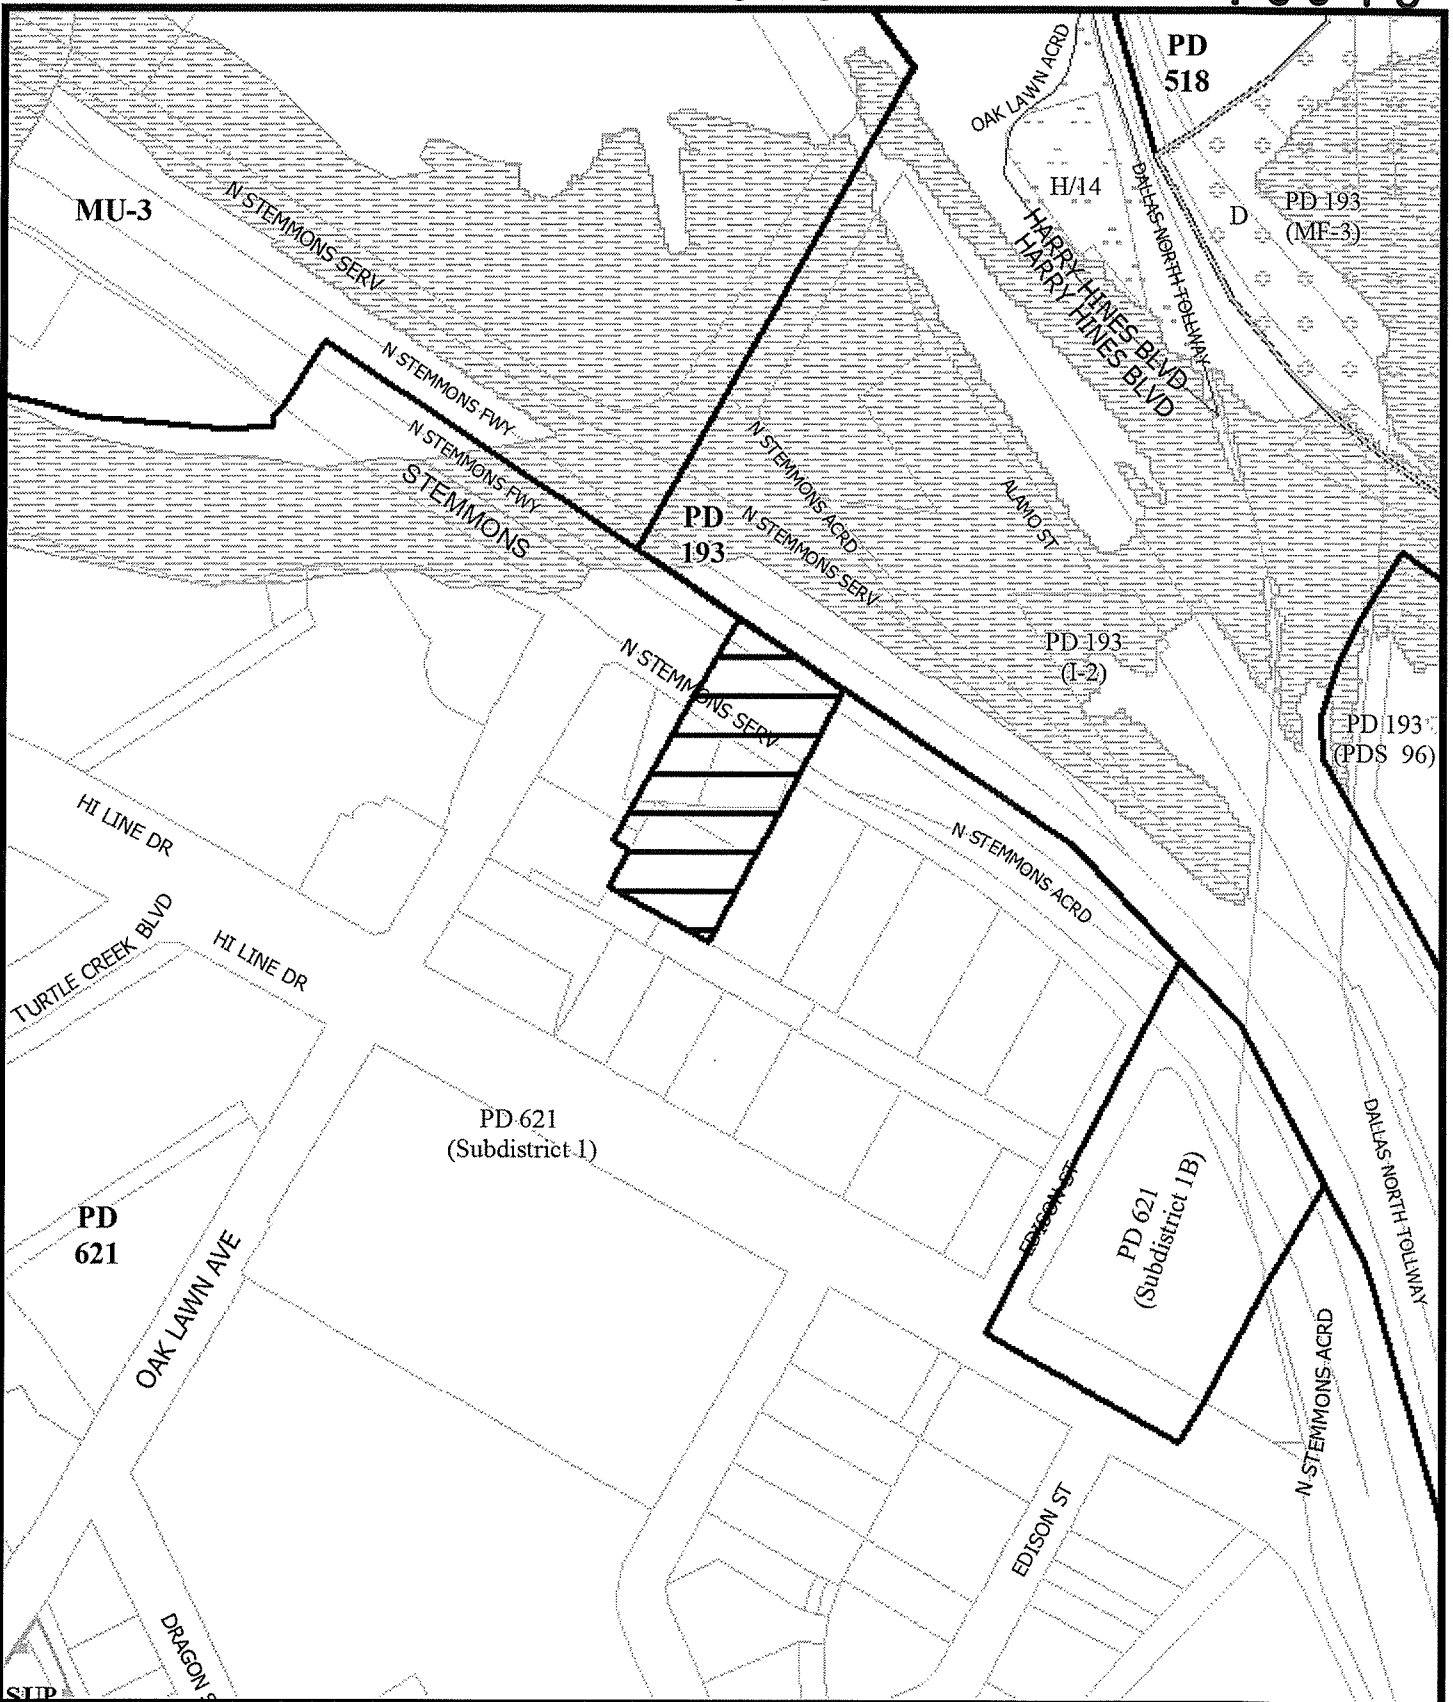 PD
518
OAK LAWN ACRD
H/14
DALLAS NORTH TOLLWAY
D
PD 193
(MF-3)
MU-3
N STEMMONS SERV
HARRY HINES BLVD
HARRY HINES BLVD
N STEMMONS FWY
N STEMMONS FWY
STEMMONS
PD
193
N STEMMONS ACRD
N STEMMONS SERV
ALAMO ST
PD 193
(I-2)
N STEMMONS SERV
PD 193
(PDS 96)
HI LINE DR
N STEMMONS ACRD
TURTLE CREEK BLVD
HI LINE DR
PD 621
(Subdistrict 1)
EDISON ST
PD 621
(Subdistrict 1B)
DALLAS NORTH TOLLWAY
PD
621
OAK LAWN AVE
N STEMMONS ACRD
EDISON ST
DRAGON S
SUP